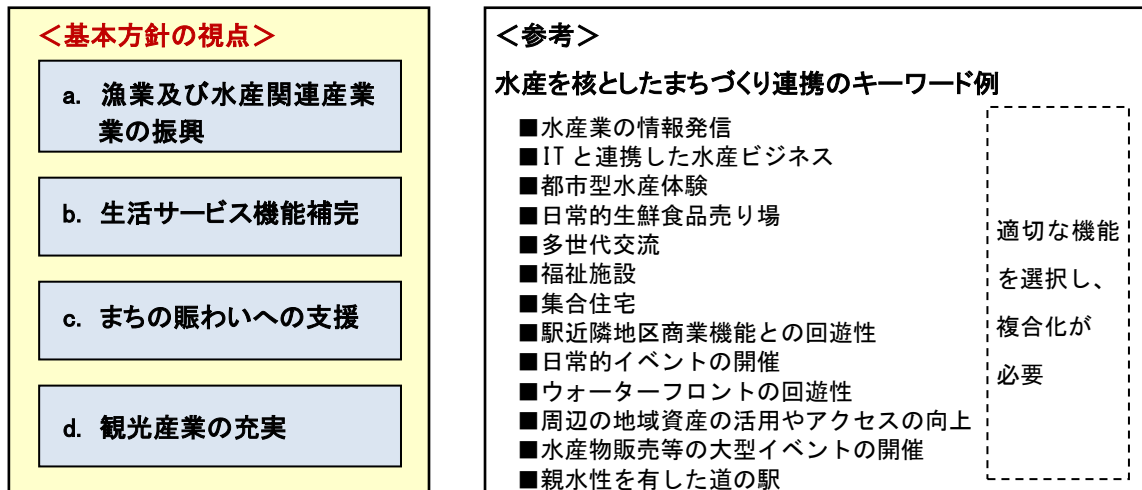 ＜基本方針の視点＞
a. 漁業及び水産関連産業
業の振興
b. 生活サービス機能補完
c. まちの賑わいへの支援
d. 観光産業の充実
＜参考＞
水産を核としたまちづくり連携のキーワード例
■水産業の情報発信
■ITと連携した水産ビジネス
■都市型水産体験
■日常的生鮮食品売り場
■多世代交流
■福祉施設
■集合住宅
■駅近隣地区商業機能との回遊性
■日常的イベントの開催
■ウォーターフロントの回遊性
■周辺の地域資産の活用やアクセスの向上
■水産物販売等の大型イベントの開催
■親水性を有した道の駅
適切な機能
を選択し、
複合化が
必要